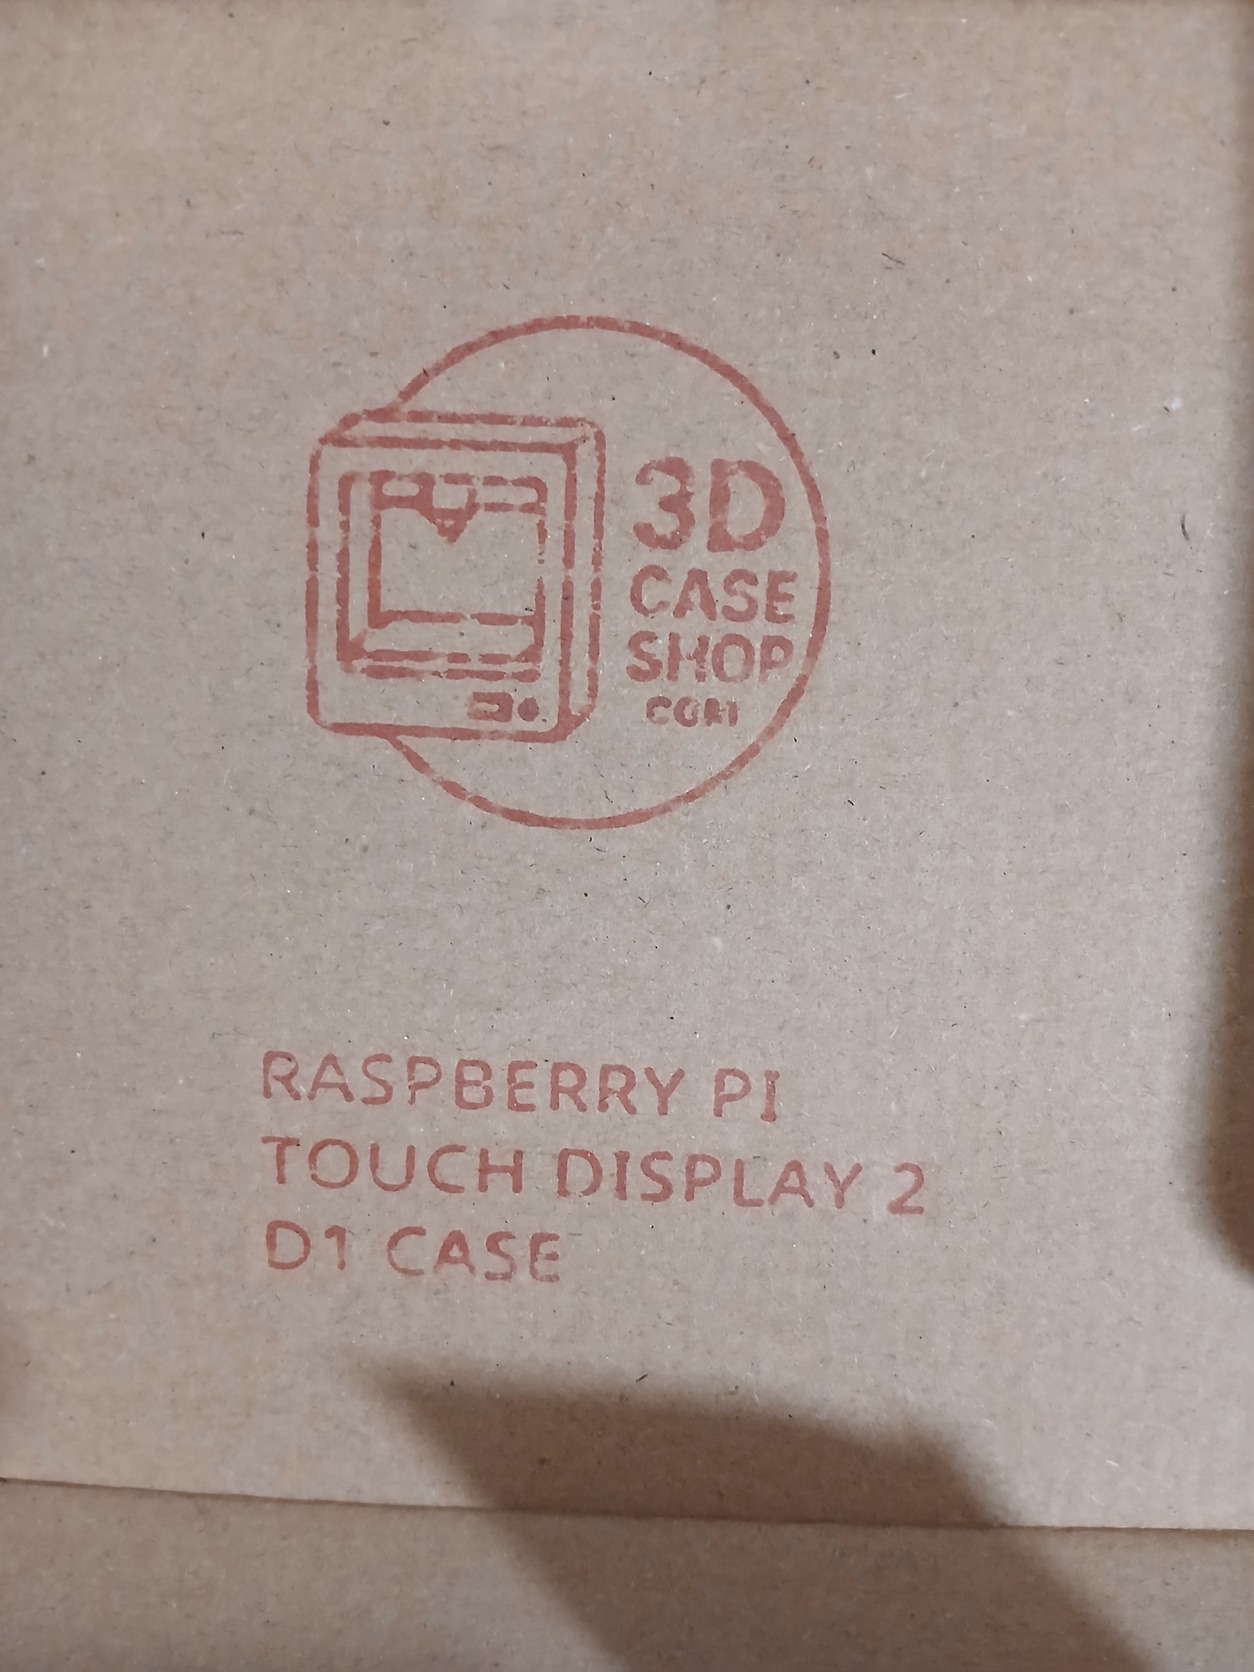 3D
CASE
SHOP
COM
RASPBERRY PI
TOUCH DISPLAY 2
D1 CASE